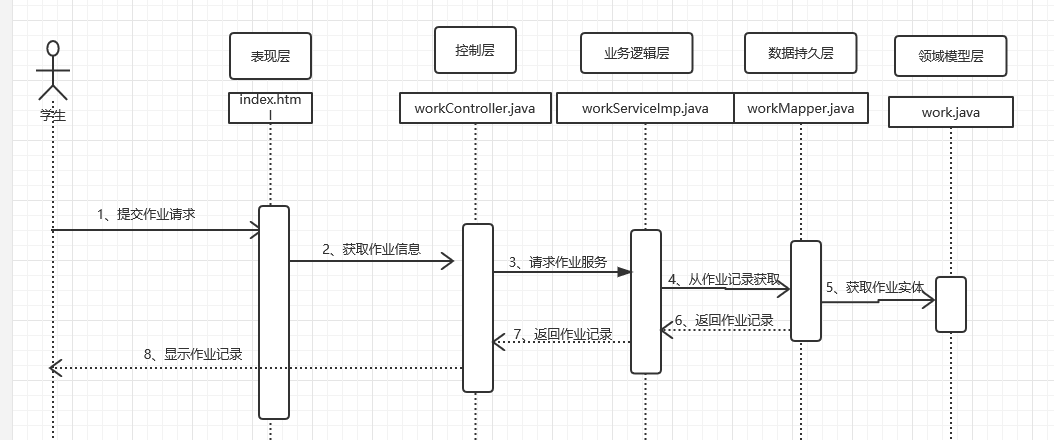 学生
表现层
控制层
业务逻辑层
数据持久层
领域模型层
index.htm
l
workController.java
workServiceImp.java
workMapper.java
work.java
1、提交作业请求
2、获取作业信息
3、请求作业服务
4、从作业记录获取
5、获取作业实体
6、返回作业记录
7、返回作业记录
8、显示作业记录